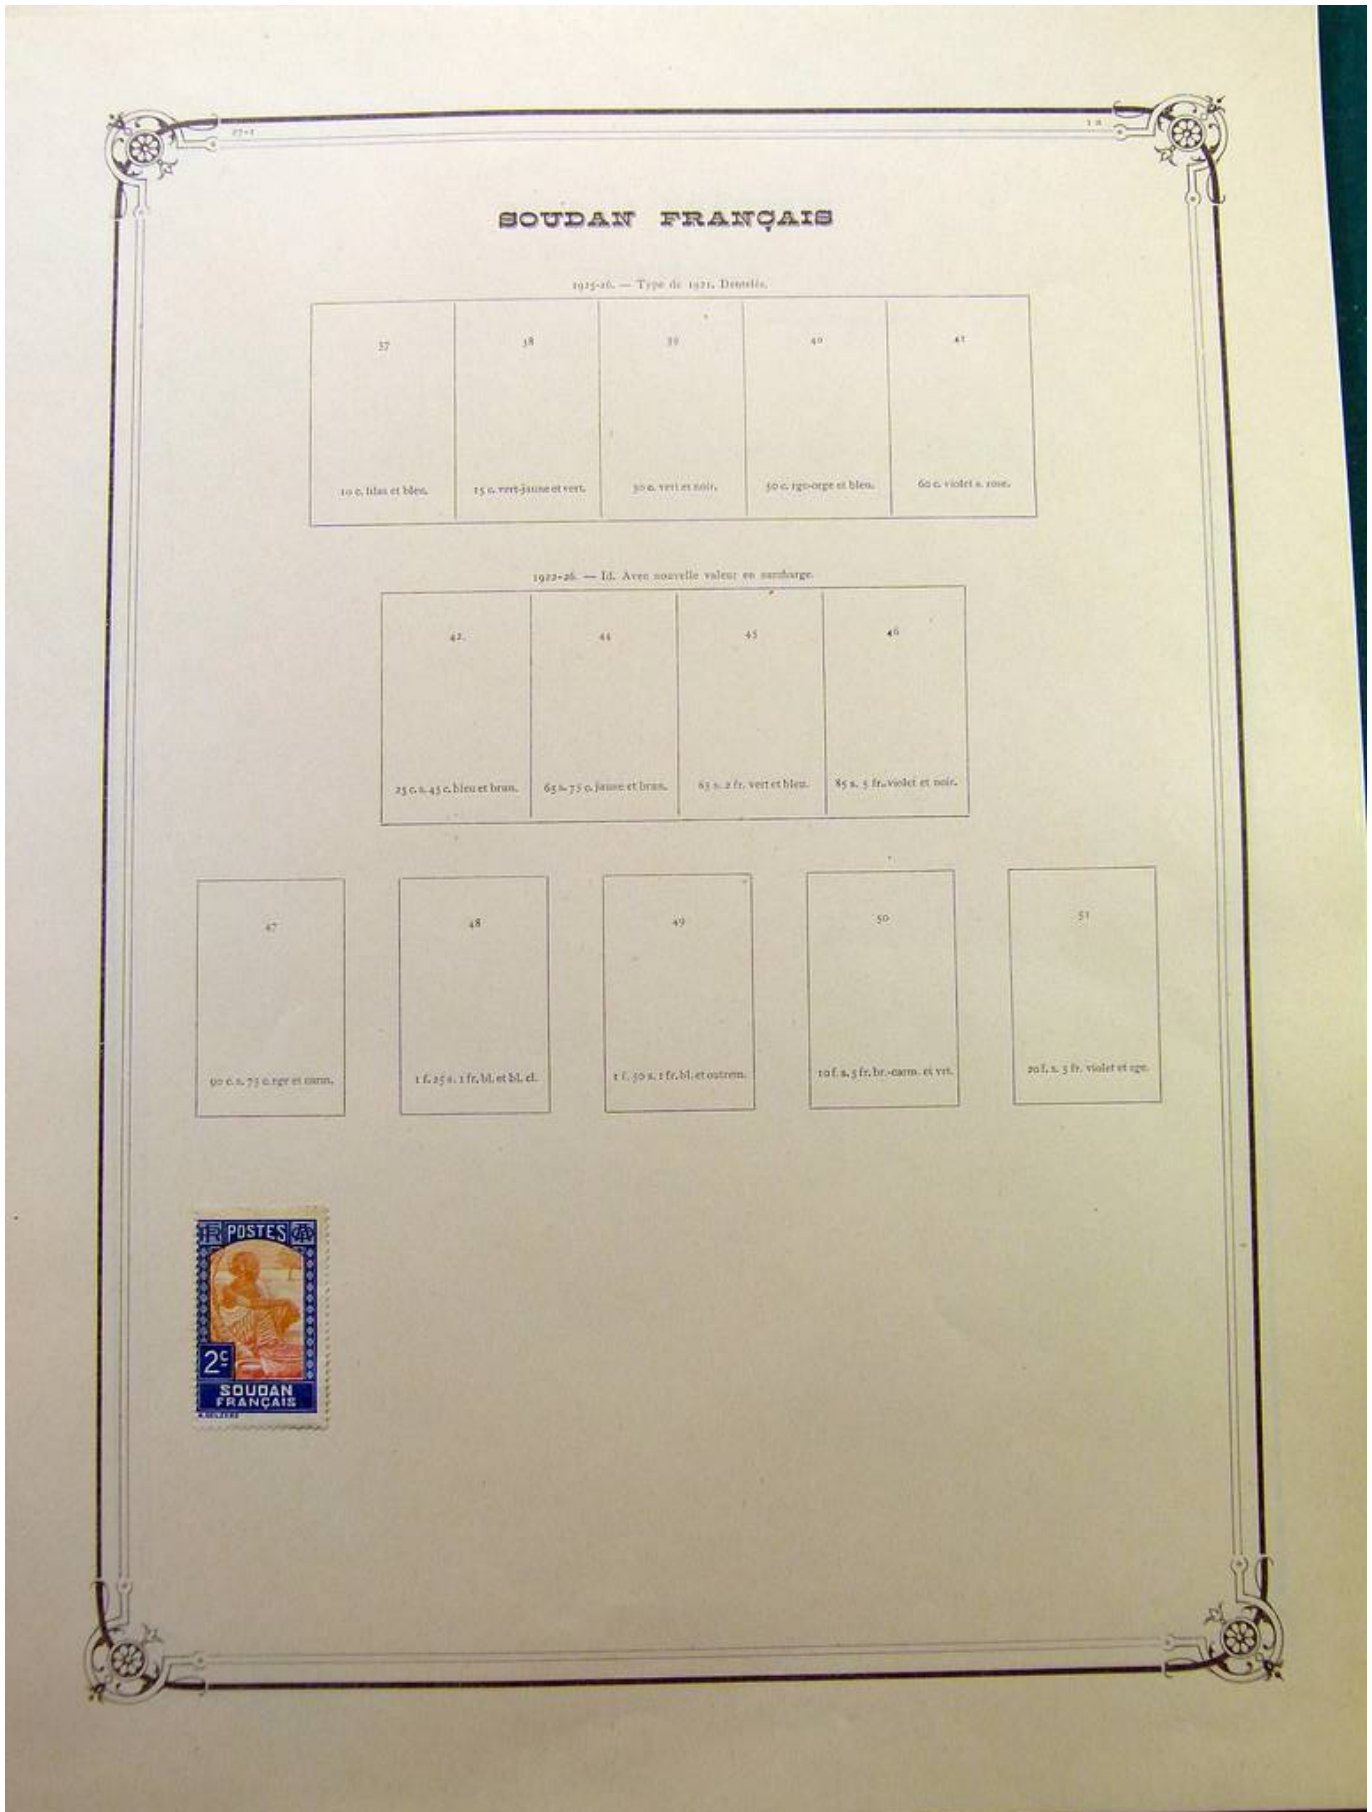 27-1
SOUDAN FRANÇAIS
1925-26. — Type de 1921. Dentelés.
37
38
39
40
41
10 c. lilas et bleu.
15 c. vert-jaune et vert.
30 c. vert et noir.
50 c. rge-orge et bleu.
60 c. violet s. rose.
1922-26. — Id. Avec nouvelle valeur en surcharge.
42
44
45
46
25 c. s. 45 c. bleu et brun.
65 s. 75 c. jaune et brun.
65 s. 2 fr. vert et bleu.
85 s. 5 fr. violet et noir.
47
48
49
50
51
90 c. s. 75 c. rge et carm.
1 f. 25 s. 1 fr. bl. et bl. cl.
1 f. 50 s. 1 fr. bl. et outrem.
10 f. s. 5 fr. br.-carm. et vrt.
20 f. s. 5 fr. violet et rge.
RF POSTES
2c
SOUDAN
FRANÇAIS